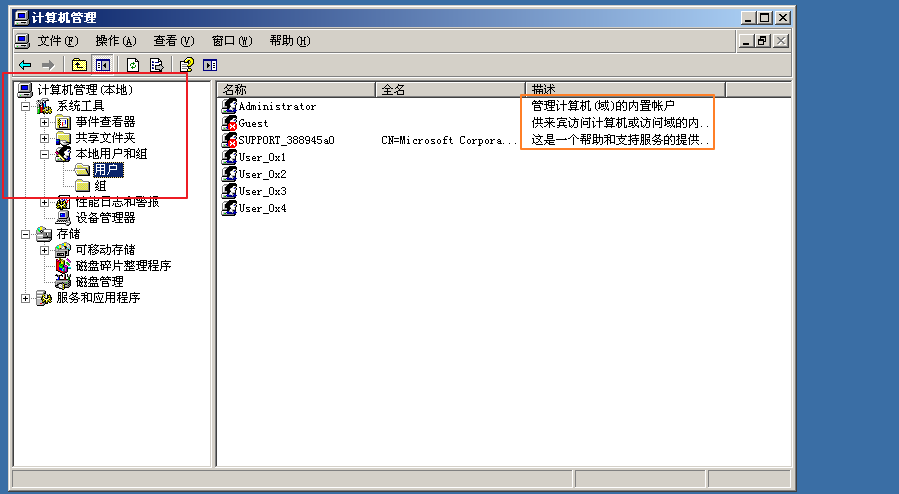 计算机管理
文件(F) 操作(A) 查看(V) 窗口(W) 帮助(H)
计算机管理(本地)
系统工具
事件查看器
共享文件夹
本地用户和组
用户
组
性能日志和警报
设备管理器
存储
可移动存储
磁盘碎片整理程序
磁盘管理
服务和应用程序
名称 全名 描述
Administrator 管理计算机(域)的内置帐户
Guest 供来宾访问计算机或访问域的内...
SUPPORT_388945a0 CN=Microsoft Corpora... 这是一个帮助和支持服务的提供...
User_0x1
User_0x2
User_0x3
User_0x4